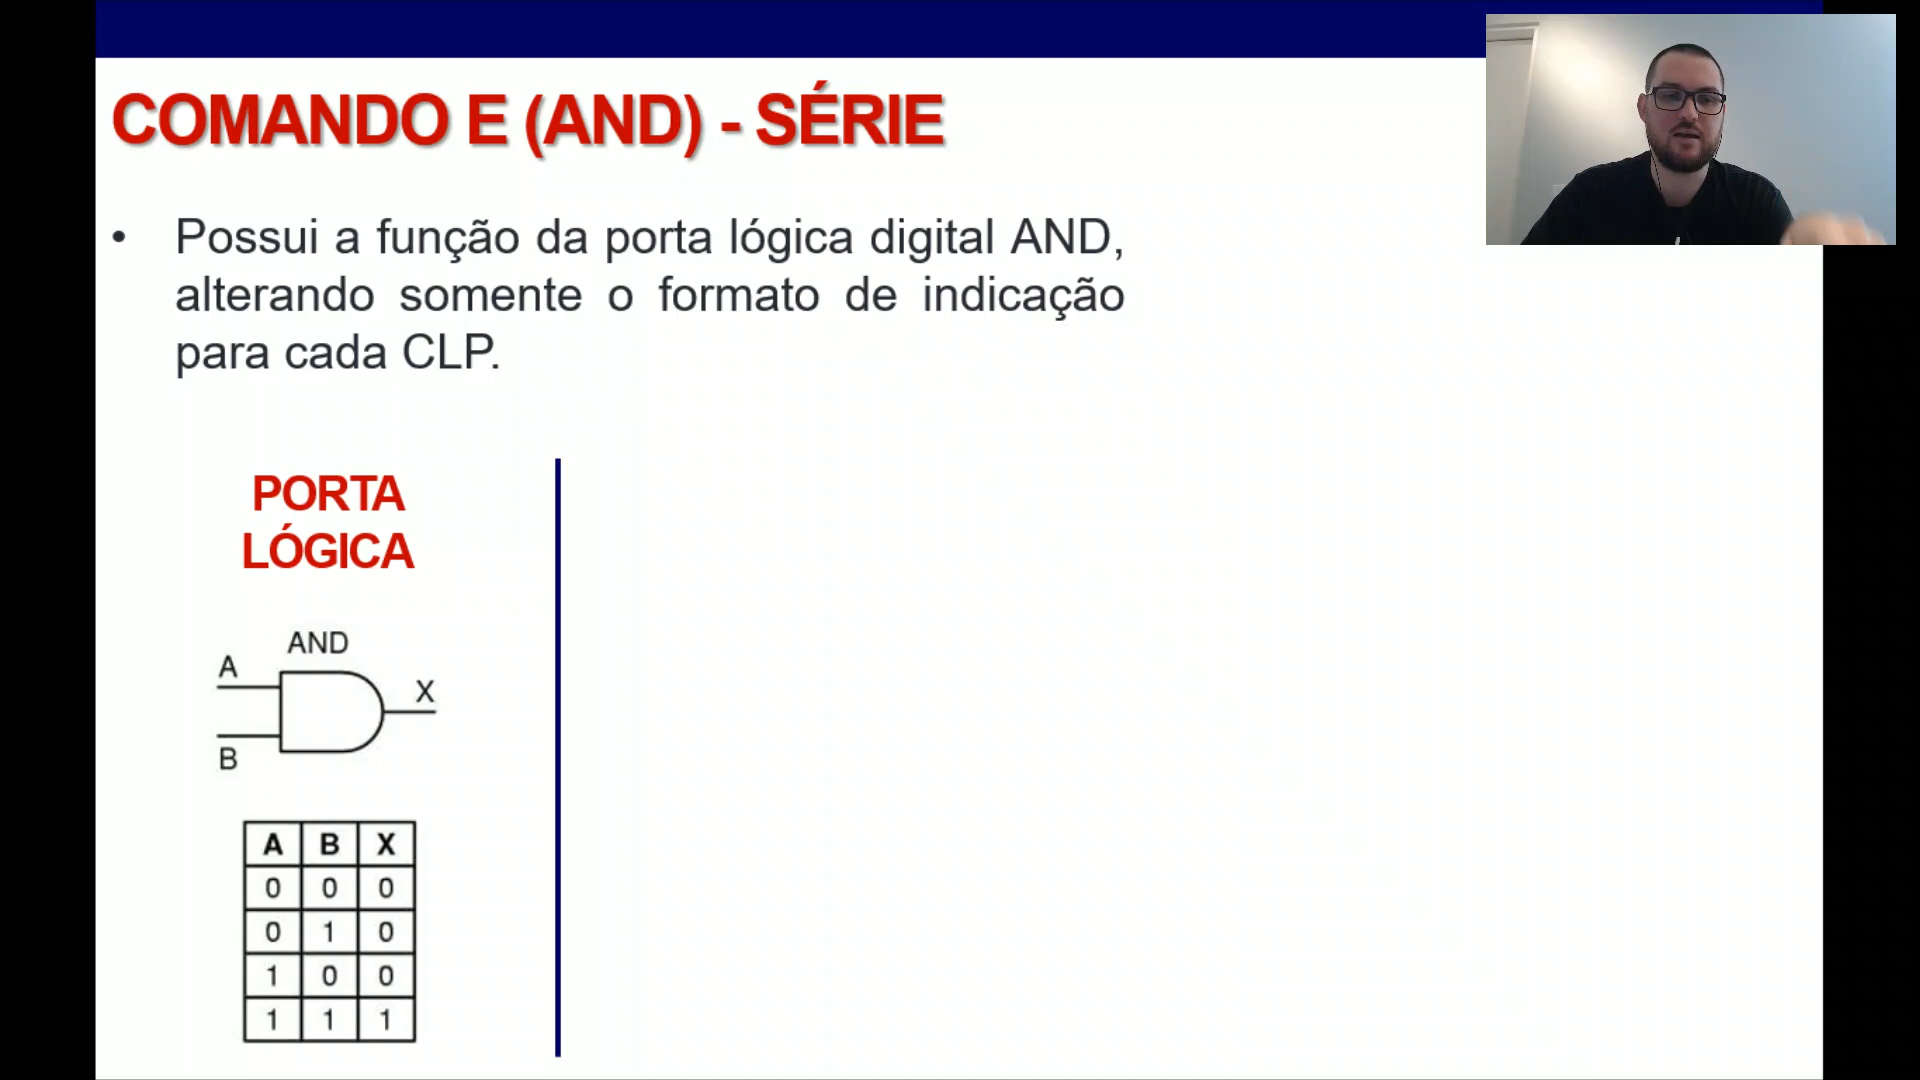 COMANDO E (AND) - SÉRIE
• Possui a função da porta lógica digital AND,
alterando somente o formato de indicação
para cada CLP.
PORTA
LÓGICA
AND
A
X
B
A B X
0 0 0
0 1 0
1 0 0
1 1 1